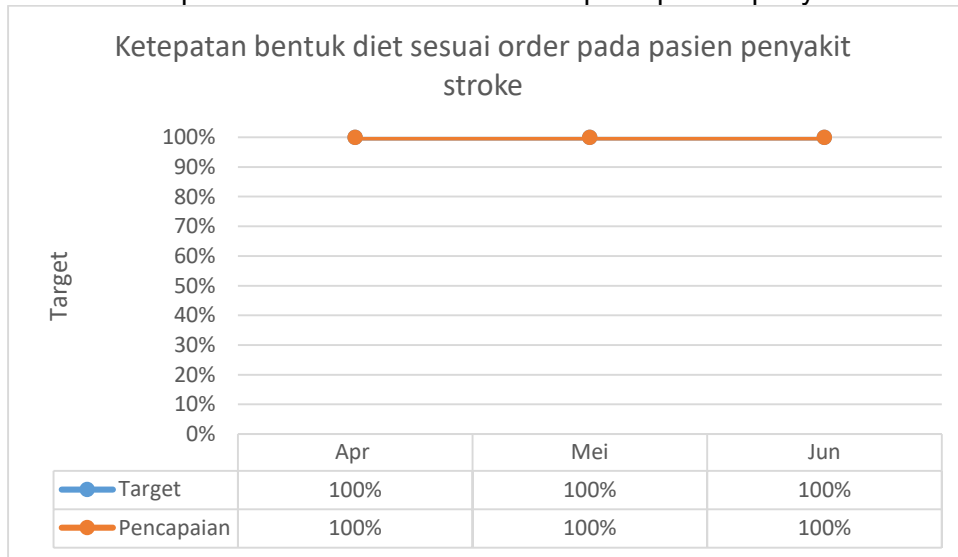 Ketepatan bentuk diet sesuai order pada pasien penyakit
stroke
Target
100%
90%
80%
70%
60%
50%
40%
30%
20%
10%
0%
Apr Mei Jun
Target 100% 100% 100%
Pencapaian 100% 100% 100%